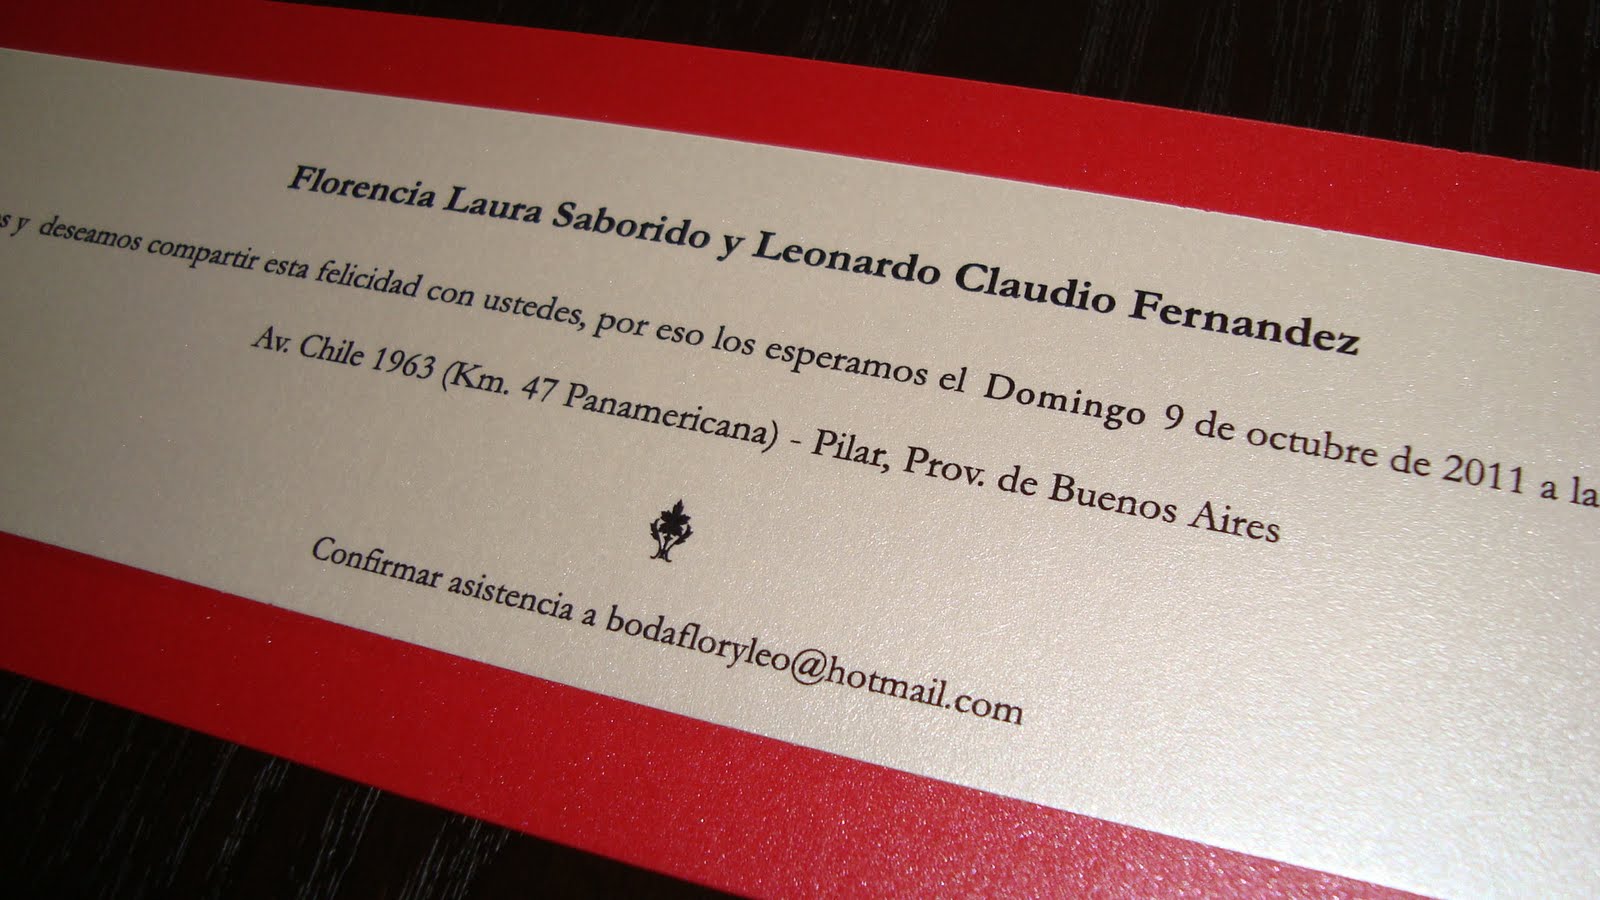 Florencia Laura Saborido y Leonardo Claudio Fernandez
y deseamos compartir esta felicidad con ustedes, por eso los esperamos el Domingo 9 de octubre de 2011 a la
Av. Chile 1963 (Km. 47 Panamericana) - Pilar, Prov. de Buenos Aires
Confirmar asistencia a bodafloryleo@hotmail.com